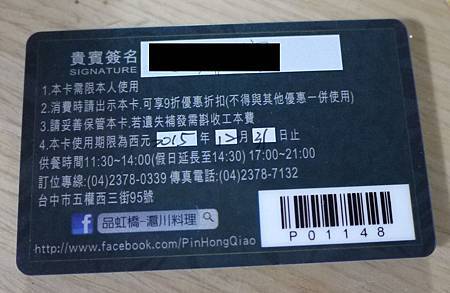 貴賓簽名
SIGNATURE
1.本卡需限本人使用
2.消費時請出示本卡,可享9折優惠折扣(不得與其他優惠一併使用)
3.請妥善保管本卡,若遺失補發需斟收工本費
4.本卡使用期限為西元 2015 年 12 月 31 日止
供餐時間11:30~14:00(假日延長至14:30) 17:00~21:00
訂位專線:(04)2378-0339 傳真電話:(04)2378-7132
台中市五權西三街95號
f 品虹橋-滬川料理
P01148
http://www.facebook.com/PinHongQiao